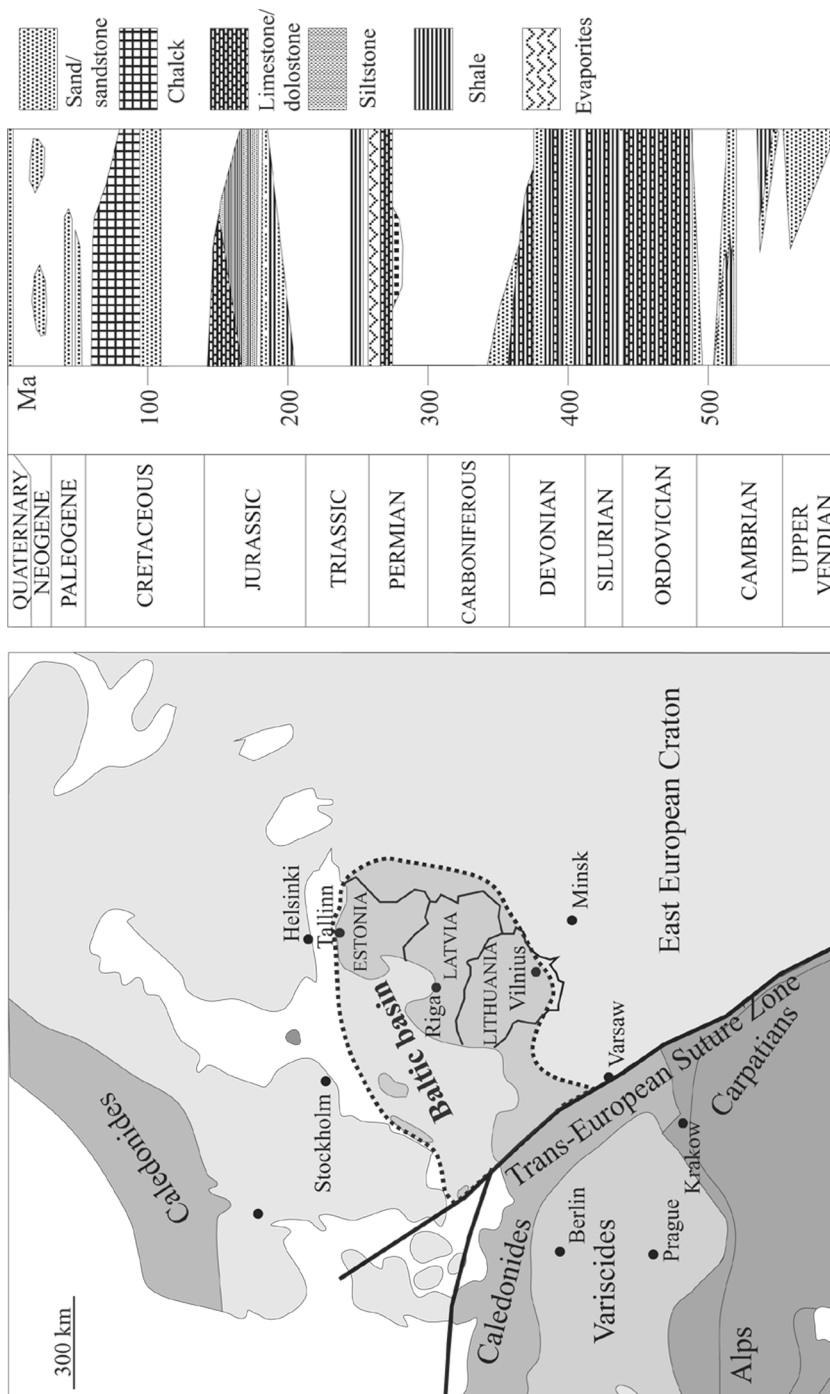 Sand/
sandstone
Chalck
Limestone/
dolostone
Siltstone
Shale
Evaporites
Ma
100
200
300
400
500
QUATERNARY
NEOGENE
PALEOGENE
CRETACEOUS
JURASSIC
TRIASSIC
PERMIAN
CARBONIFEROUS
DEVONIAN
SILURIAN
ORDOVICIAN
CAMBRIAN
UPPER
VENDIAN
300 km
Caledonides
Stockholm
Helsinki
Tallinn
ESTONIA
Baltic basin
Riga
LATVIA
LITHUANIA
Vilnius
Minsk
East European Craton
Varsaw
Trans-European Suture Zone
Caledonides
Berlin
Variscides
Prague
Krakow
Carpatians
Alps